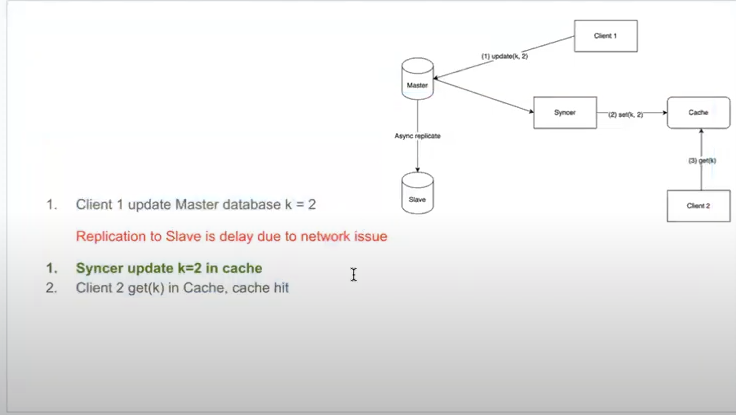 Client 1
(1) update(k, 2)
Master
Syncer
(2) set(k, 2)
Cache
Async replicate
(3) get(k)
Slave
Client 2
1. Client 1 update Master database k = 2
Replication to Slave is delay due to network issue
1. Syncer update k=2 in cache
2. Client 2 get(k) in Cache, cache hit